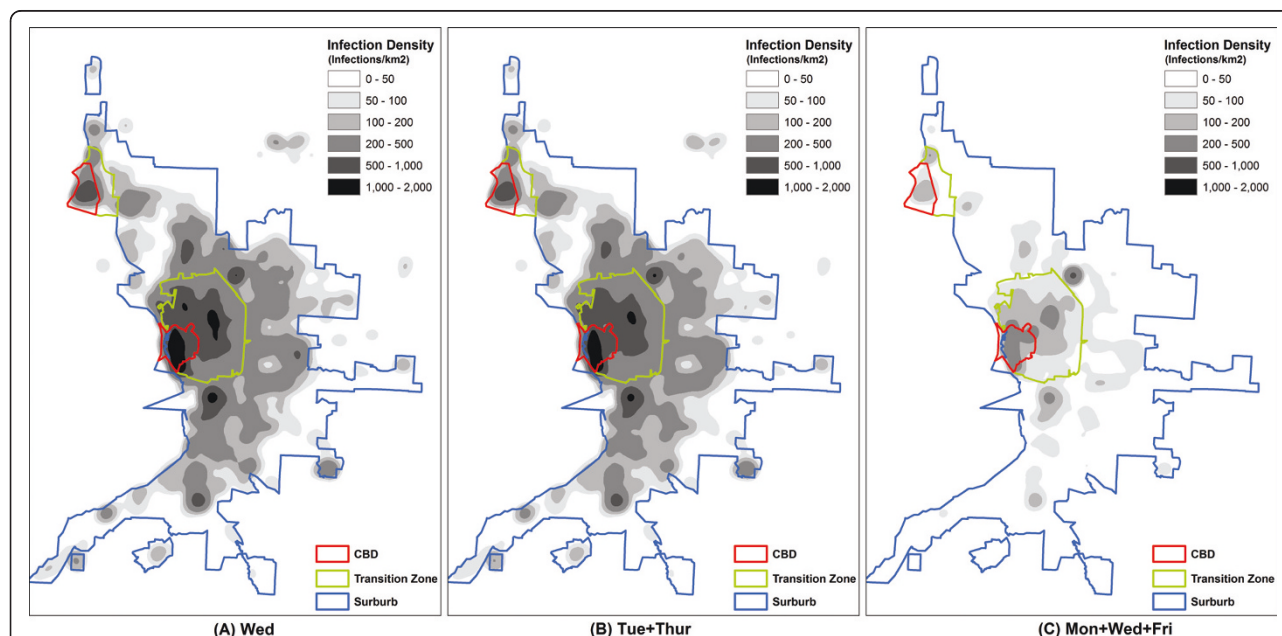 Infection Density
(Infections/km2)
0 - 50
50 - 100
100 - 200
200 - 500
500 - 1,000
1,000 - 2,000
CBD
Transition Zone
Surburb
(A) Wed
Infection Density
(Infections/km2)
0 - 50
50 - 100
100 - 200
200 - 500
500 - 1,000
1,000 - 2,000
CBD
Transition Zone
Surburb
(B) Tue+Thur
Infection Density
(Infections/km2)
0 - 50
50 - 100
100 - 200
200 - 500
500 - 1,000
1,000 - 2,000
CBD
Transition Zone
Surburb
(C) Mon+Wed+Fri